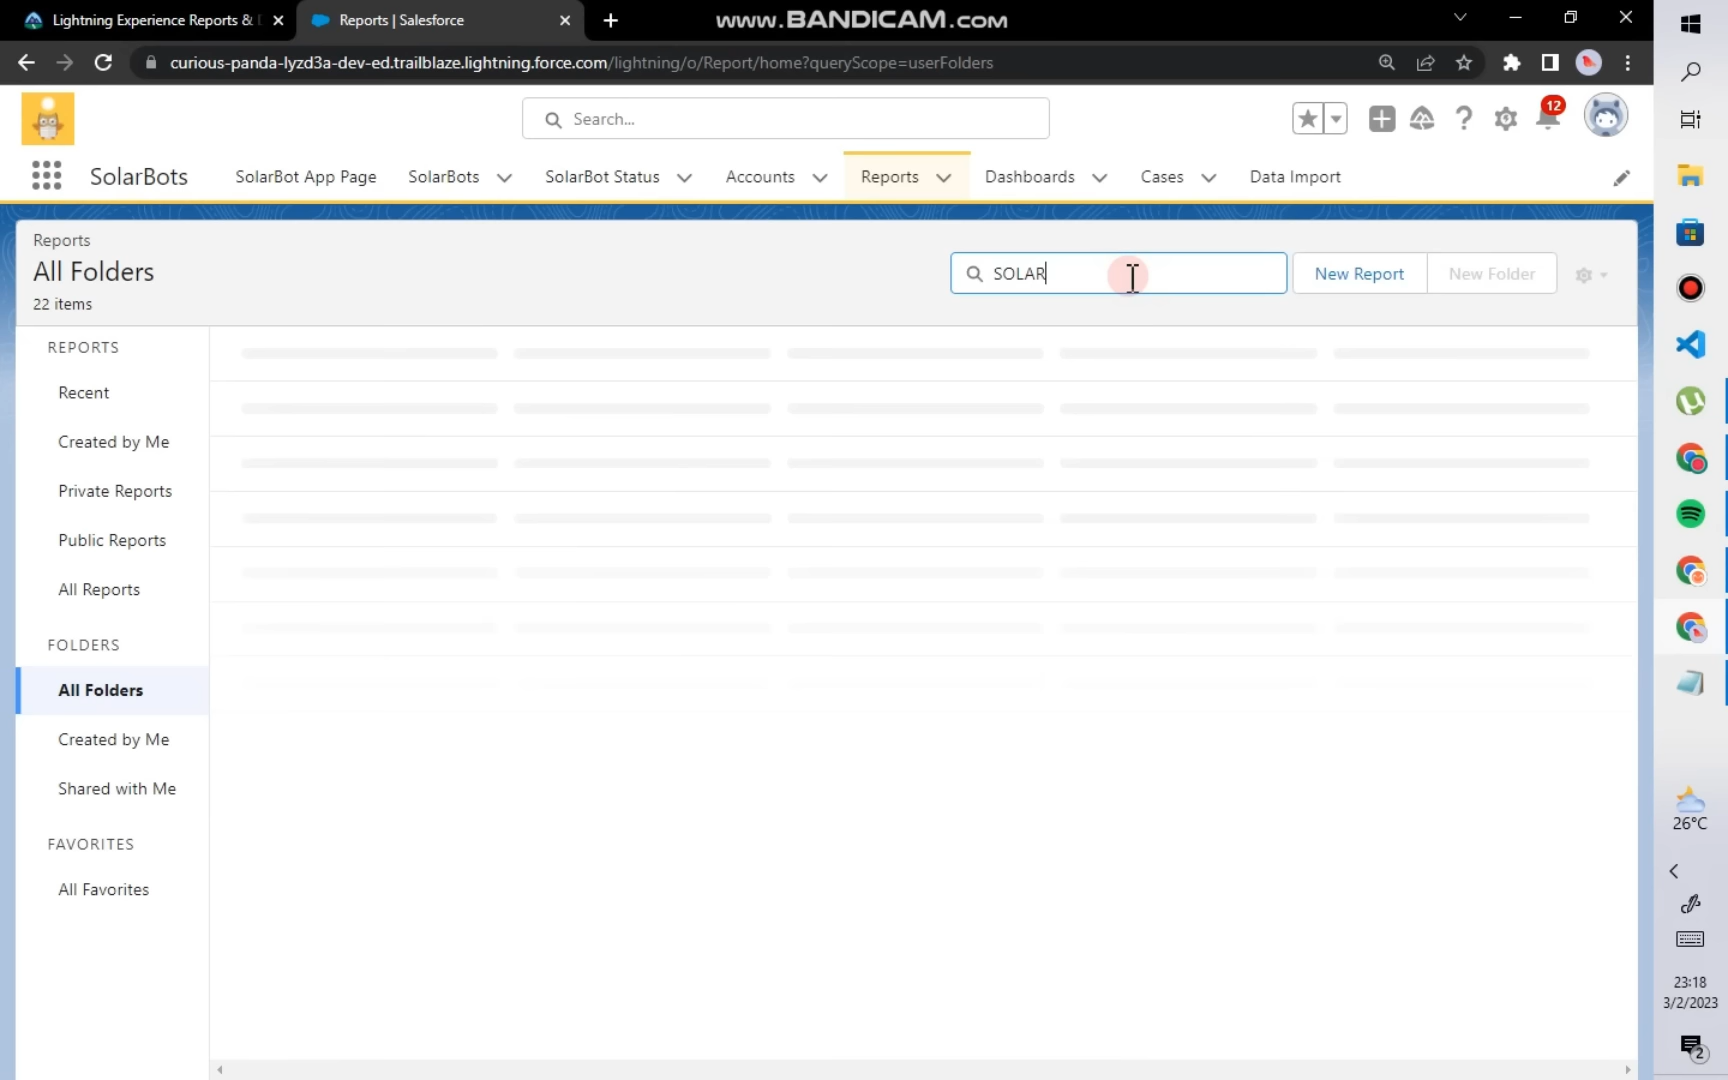 Lightning Experience Reports &
Reports | Salesforce
www.BANDICAM.com
curious-panda-lyzd3a-dev-ed.trailblaze.lightning.force.com/lightning/o/Report/home?queryScope=userFolders
Search...
12
SolarBots
SolarBot App Page
SolarBots
SolarBot Status
Accounts
Reports
Dashboards
Cases
Data Import
Reports
All Folders
22 items
SOLAR
New Report
New Folder
REPORTS
Recent
Created by Me
Private Reports
Public Reports
All Reports
FOLDERS
All Folders
Created by Me
Shared with Me
FAVORITES
All Favorites
26°C
23:18
3/2/2023
2